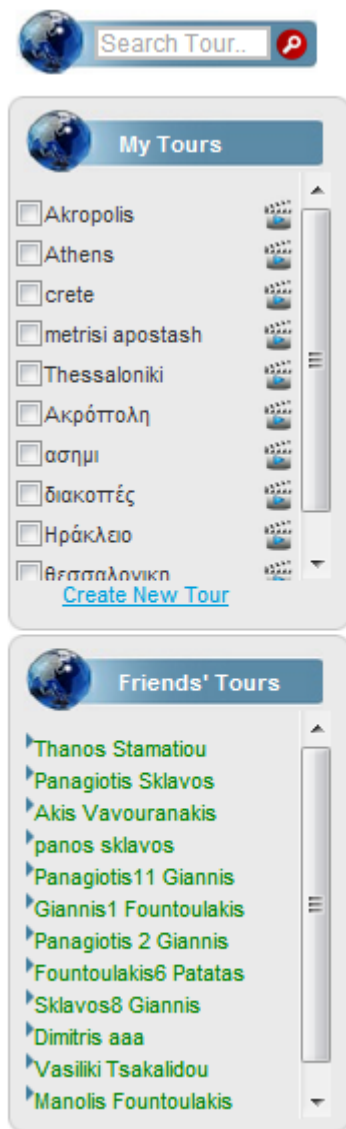 Search Tour..
My Tours
Akropolis
Athens
crete
metrisi apostash
Thessaloniki
Ακρόπολη
ασημι
διακοπές
Ηράκλειο
θεσσαλονικη
Create New Tour
Friends' Tours
Thanos Stamatiou
Panagiotis Sklavos
Akis Vavouranakis
panos sklavos
Panagiotis11 Giannis
Giannis1 Fountoulakis
Panagiotis 2 Giannis
Fountoulakis6 Patatas
Sklavos8 Giannis
Dimitris aaa
Vasiliki Tsakalidou
Manolis Fountoulakis